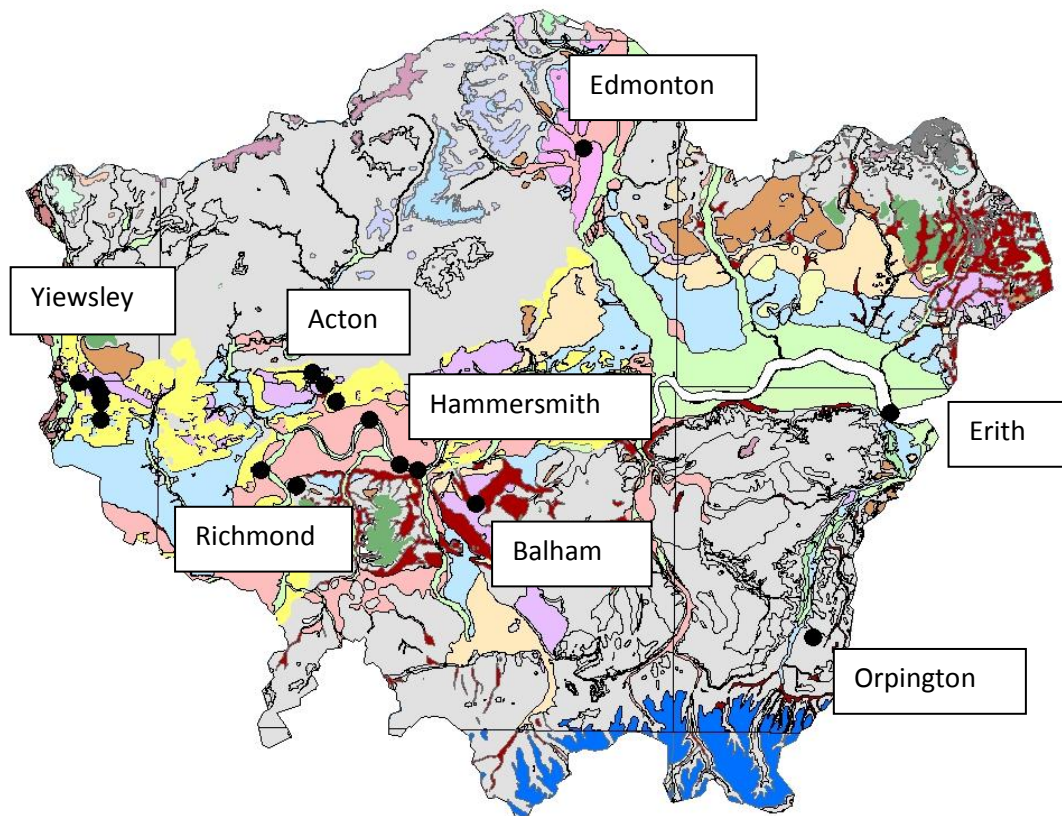 Edmonton
Yiewsley
Acton
Hammersmith
Erith
Richmond
Balham
Orpington